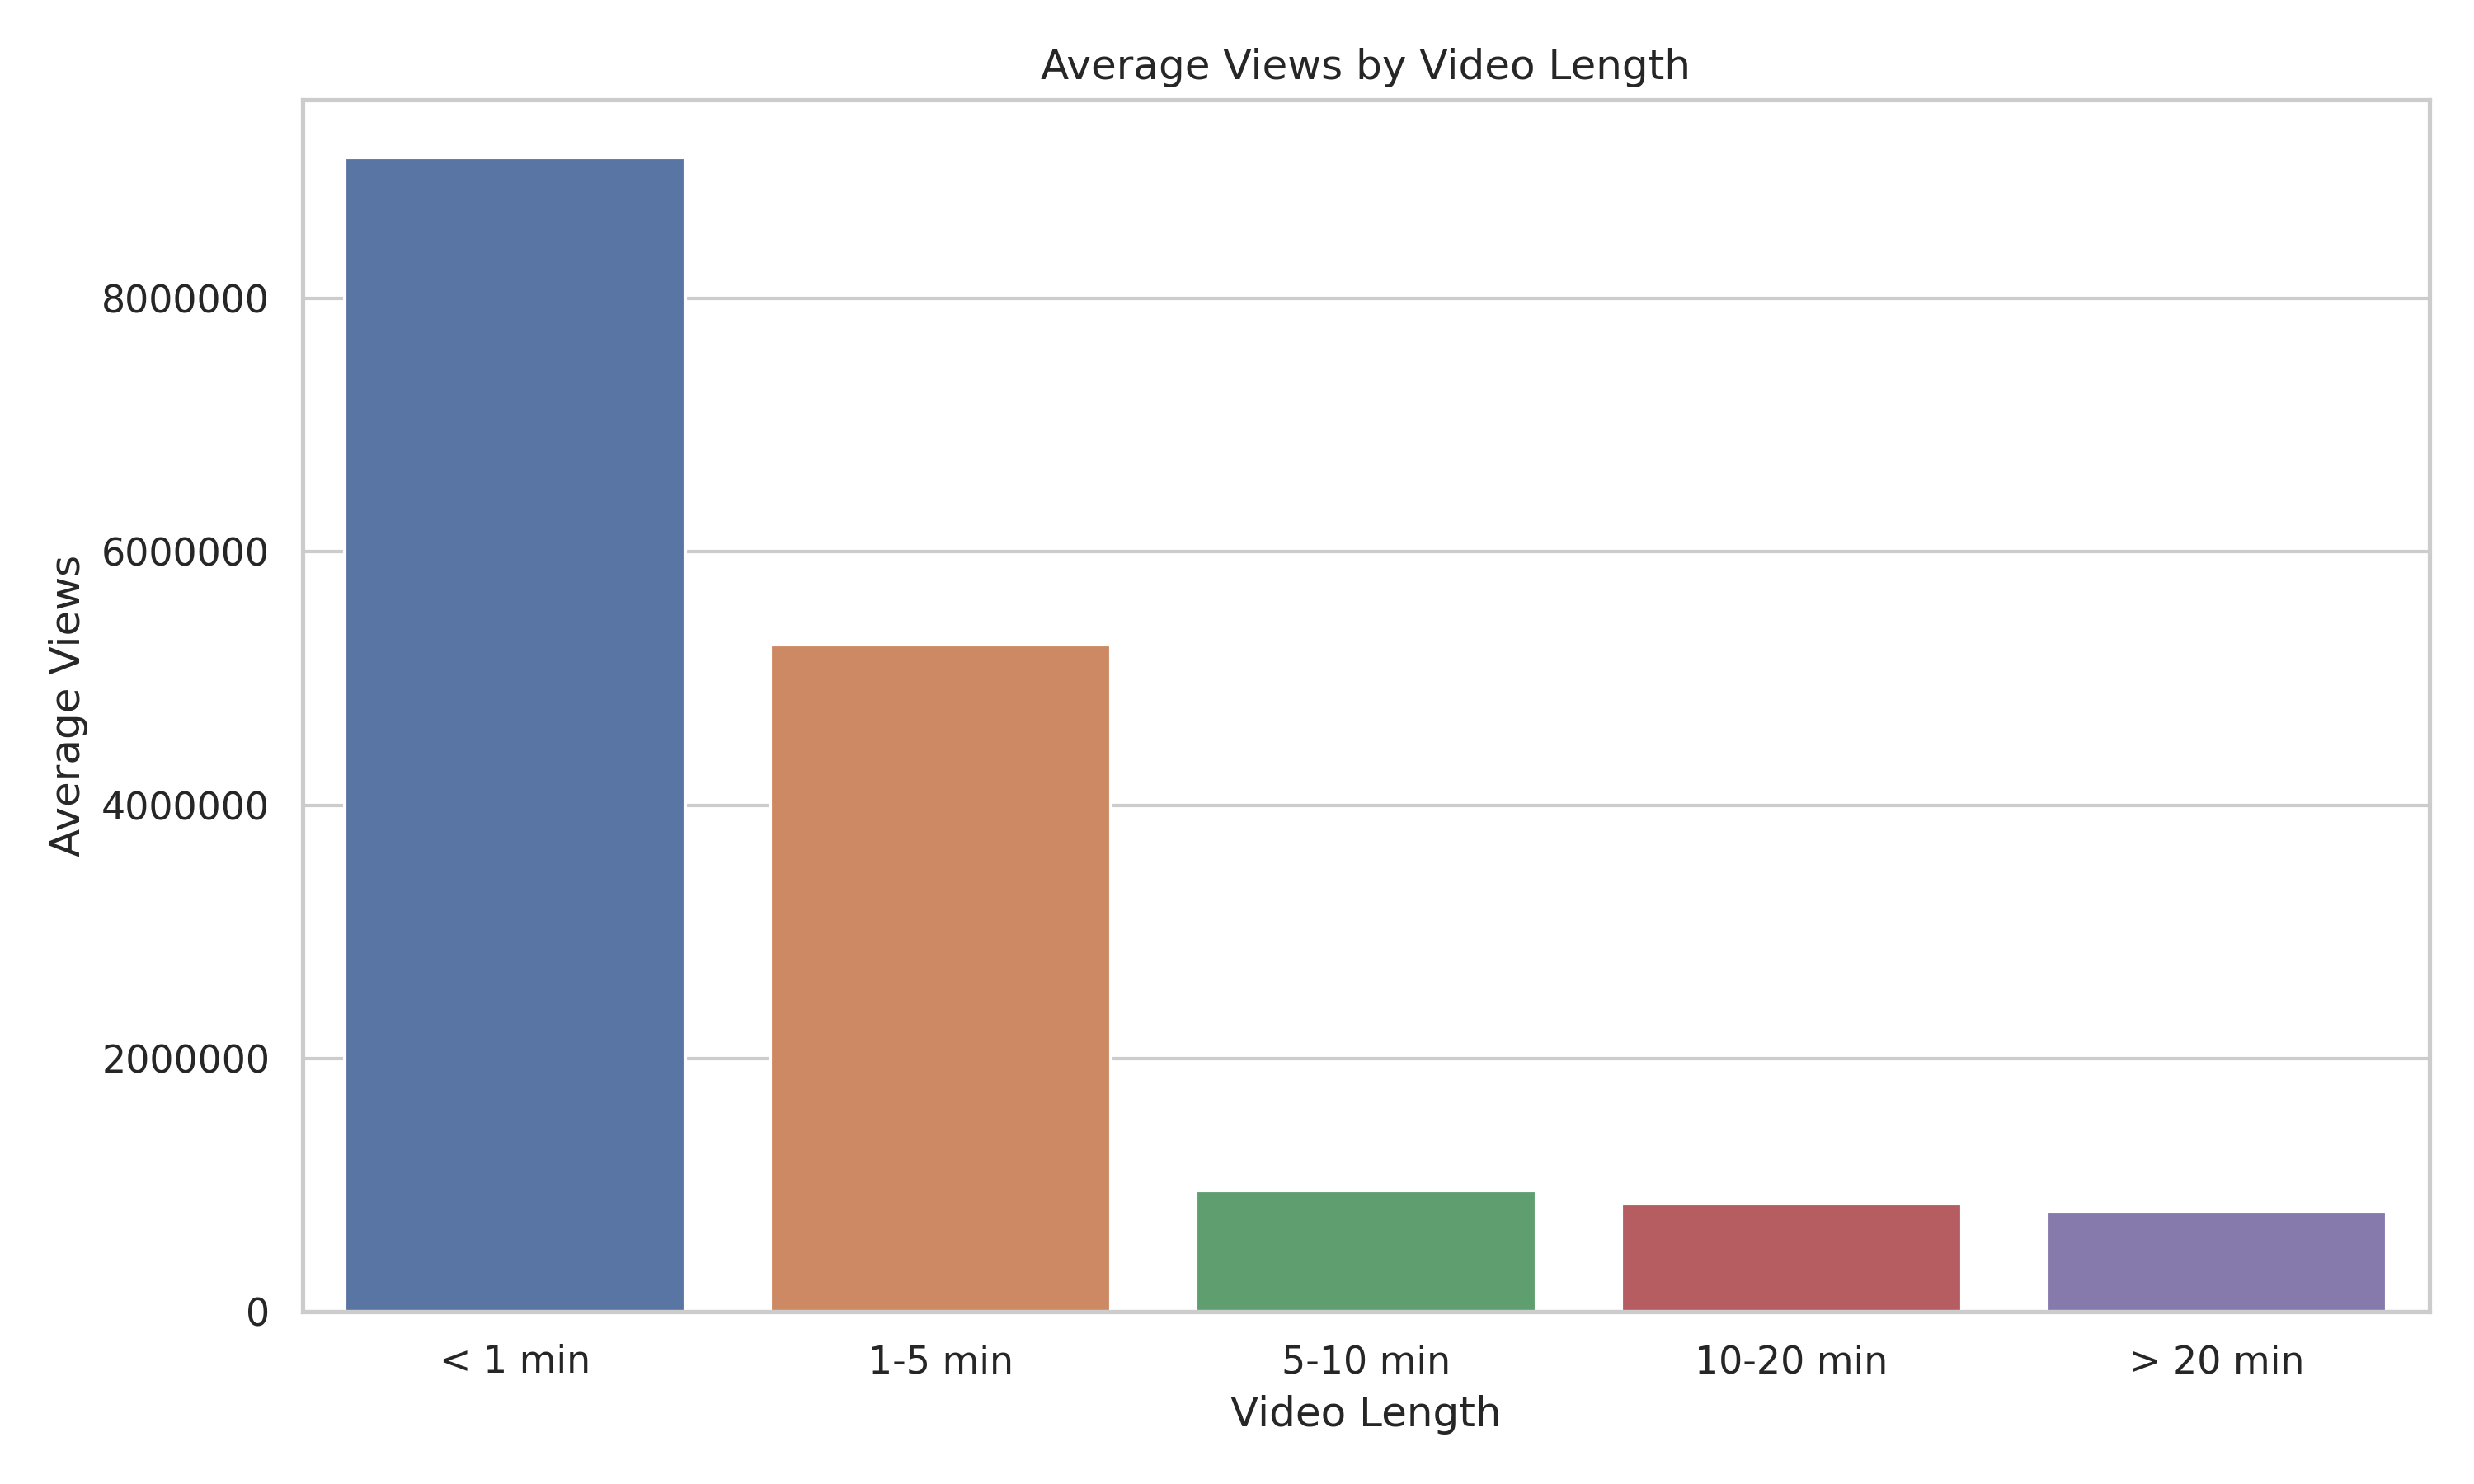 Average Views by Video Length
Average Views
8000000
6000000
4000000
2000000
0
< 1 min
1-5 min
5-10 min
10-20 min
> 20 min
Video Length